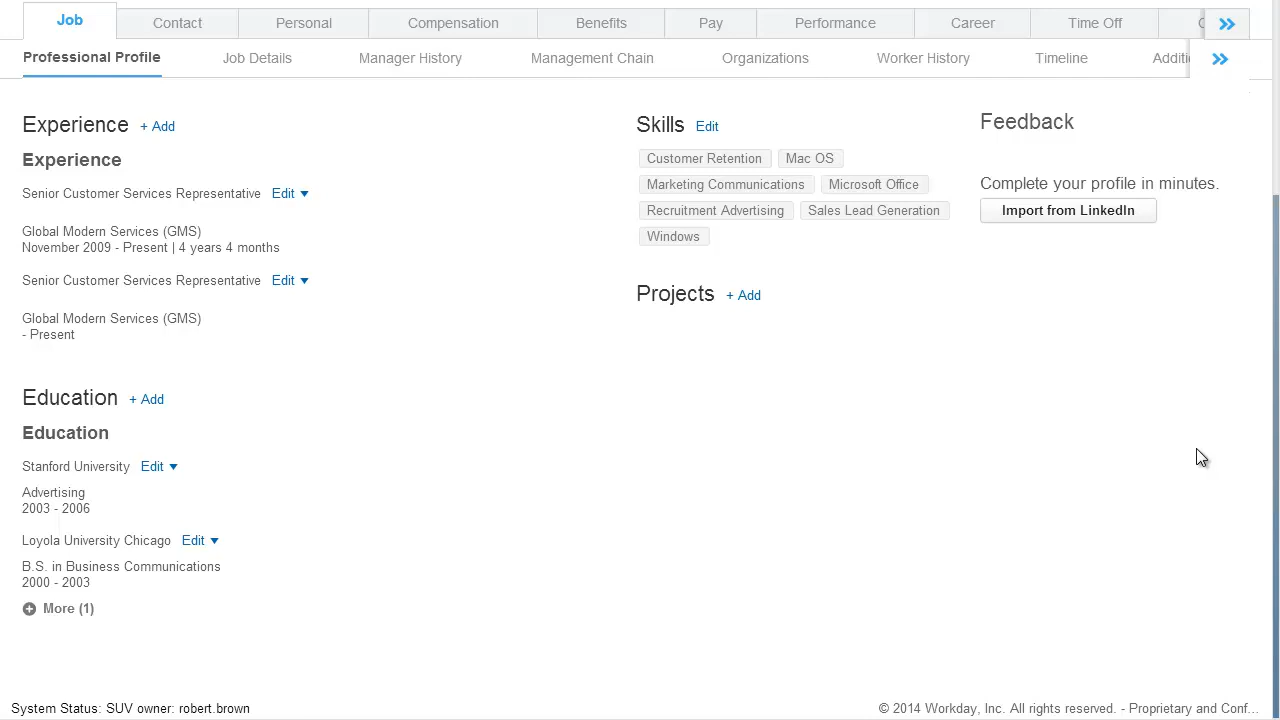 Job Contact Personal Compensation Benefits Pay Performance Career Time Off
Professional Profile Job Details Manager History Management Chain Organizations Worker History Timeline
Experience + Add
Experience
Senior Customer Services Representative Edit
Global Modern Services (GMS)
November 2009 - Present | 4 years 4 months
Senior Customer Services Representative Edit
Global Modern Services (GMS)
- Present
Education + Add
Education
Stanford University Edit
Advertising
2003 - 2006
Loyola University Chicago Edit
B.S. in Business Communications
2000 - 2003
More (1)
Skills Edit
Customer Retention Mac OS
Marketing Communications Microsoft Office
Recruitment Advertising Sales Lead Generation
Windows
Projects + Add
Feedback
Complete your profile in minutes.
Import from LinkedIn
System Status: SUV owner: robert.brown
© 2014 Workday, Inc. All rights reserved. - Proprietary and Conf...